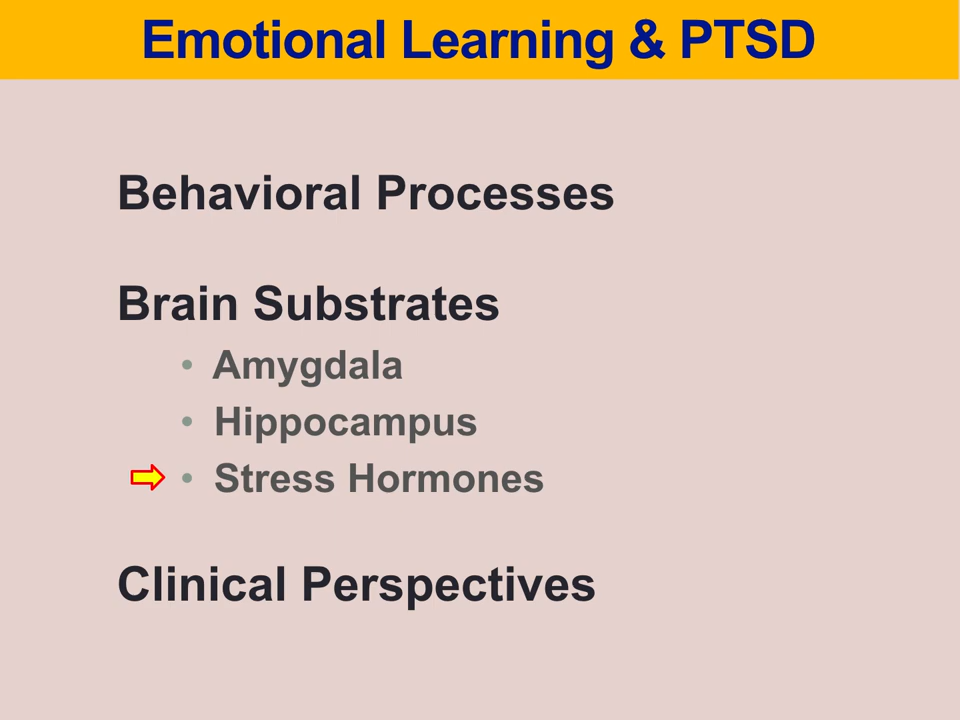 Emotional Learning & PTSD
Behavioral Processes
Brain Substrates
• Amygdala
• Hippocampus
• Stress Hormones
Clinical Perspectives